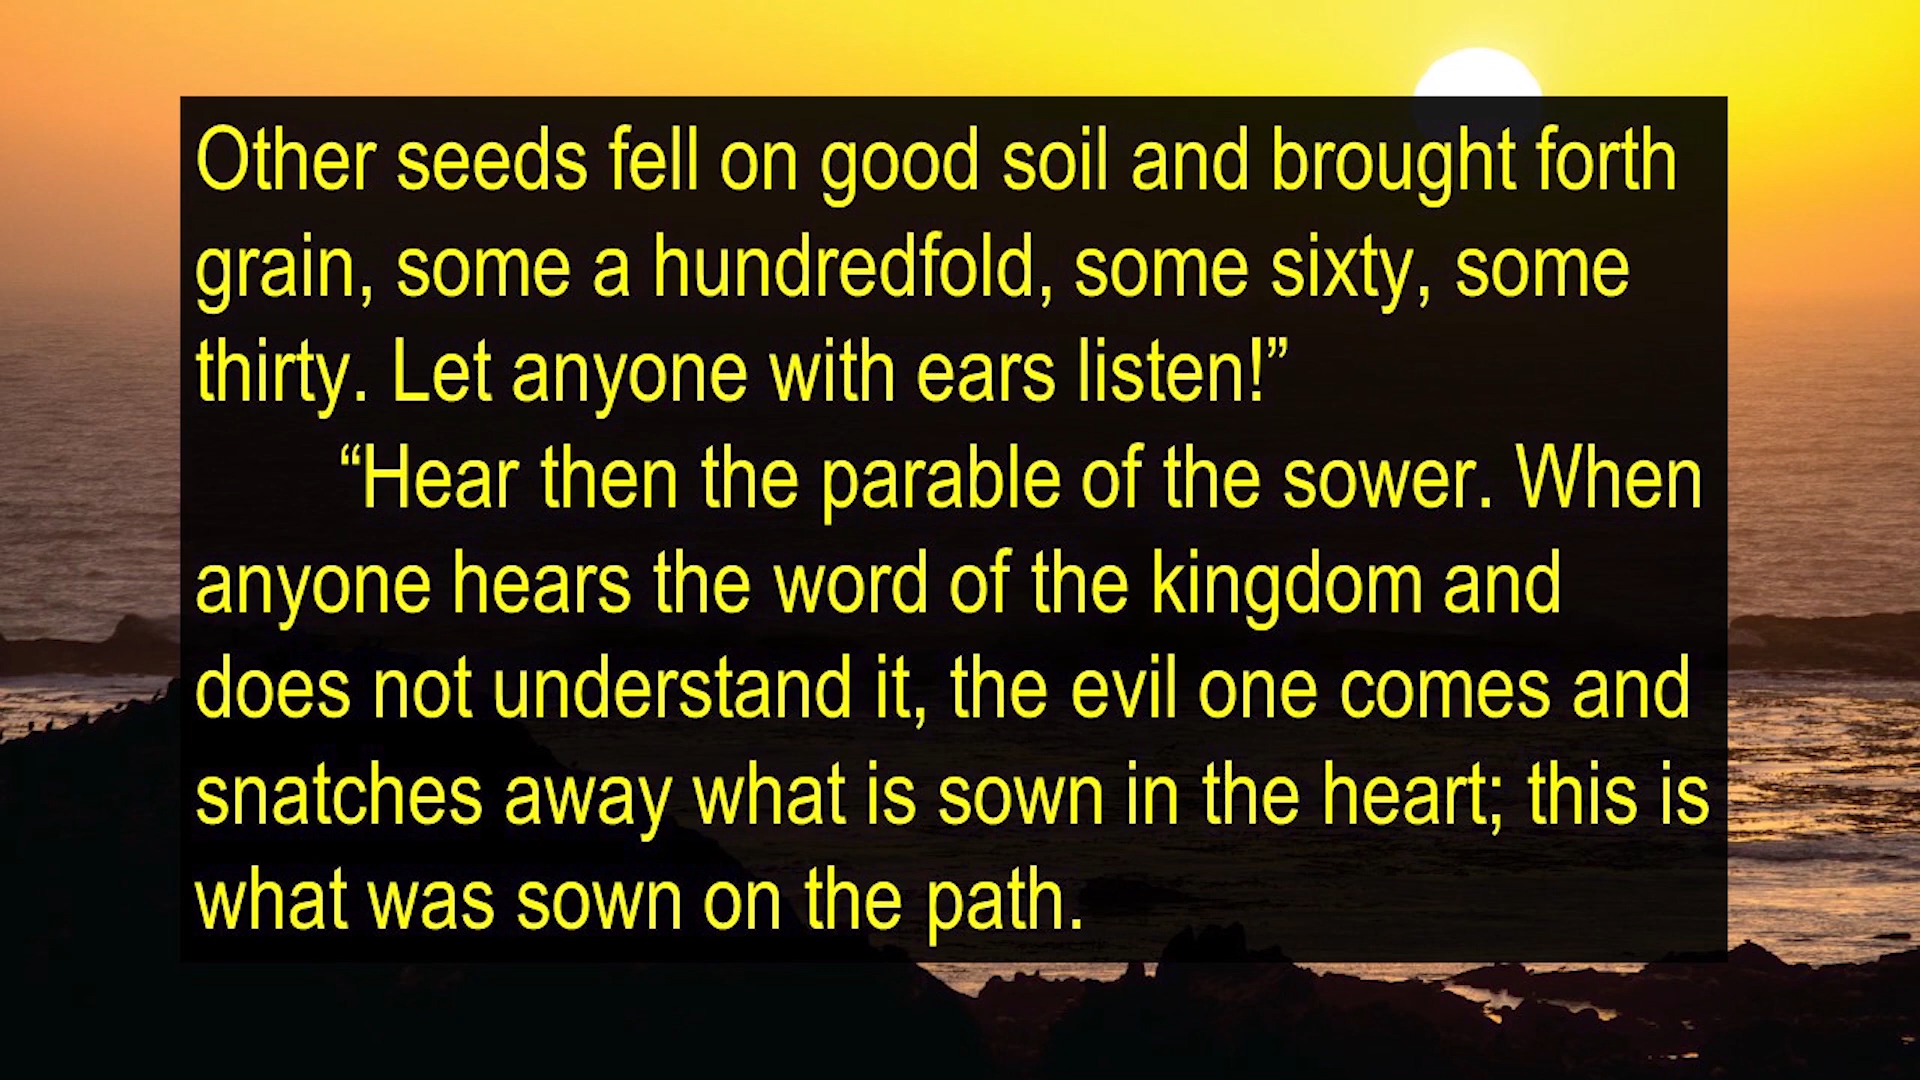 Other seeds fell on good soil and brought forth
grain, some a hundredfold, some sixty, some
thirty. Let anyone with ears listen!”
“Hear then the parable of the sower. When
anyone hears the word of the kingdom and
does not understand it, the evil one comes and
snatches away what is sown in the heart; this is
what was sown on the path.